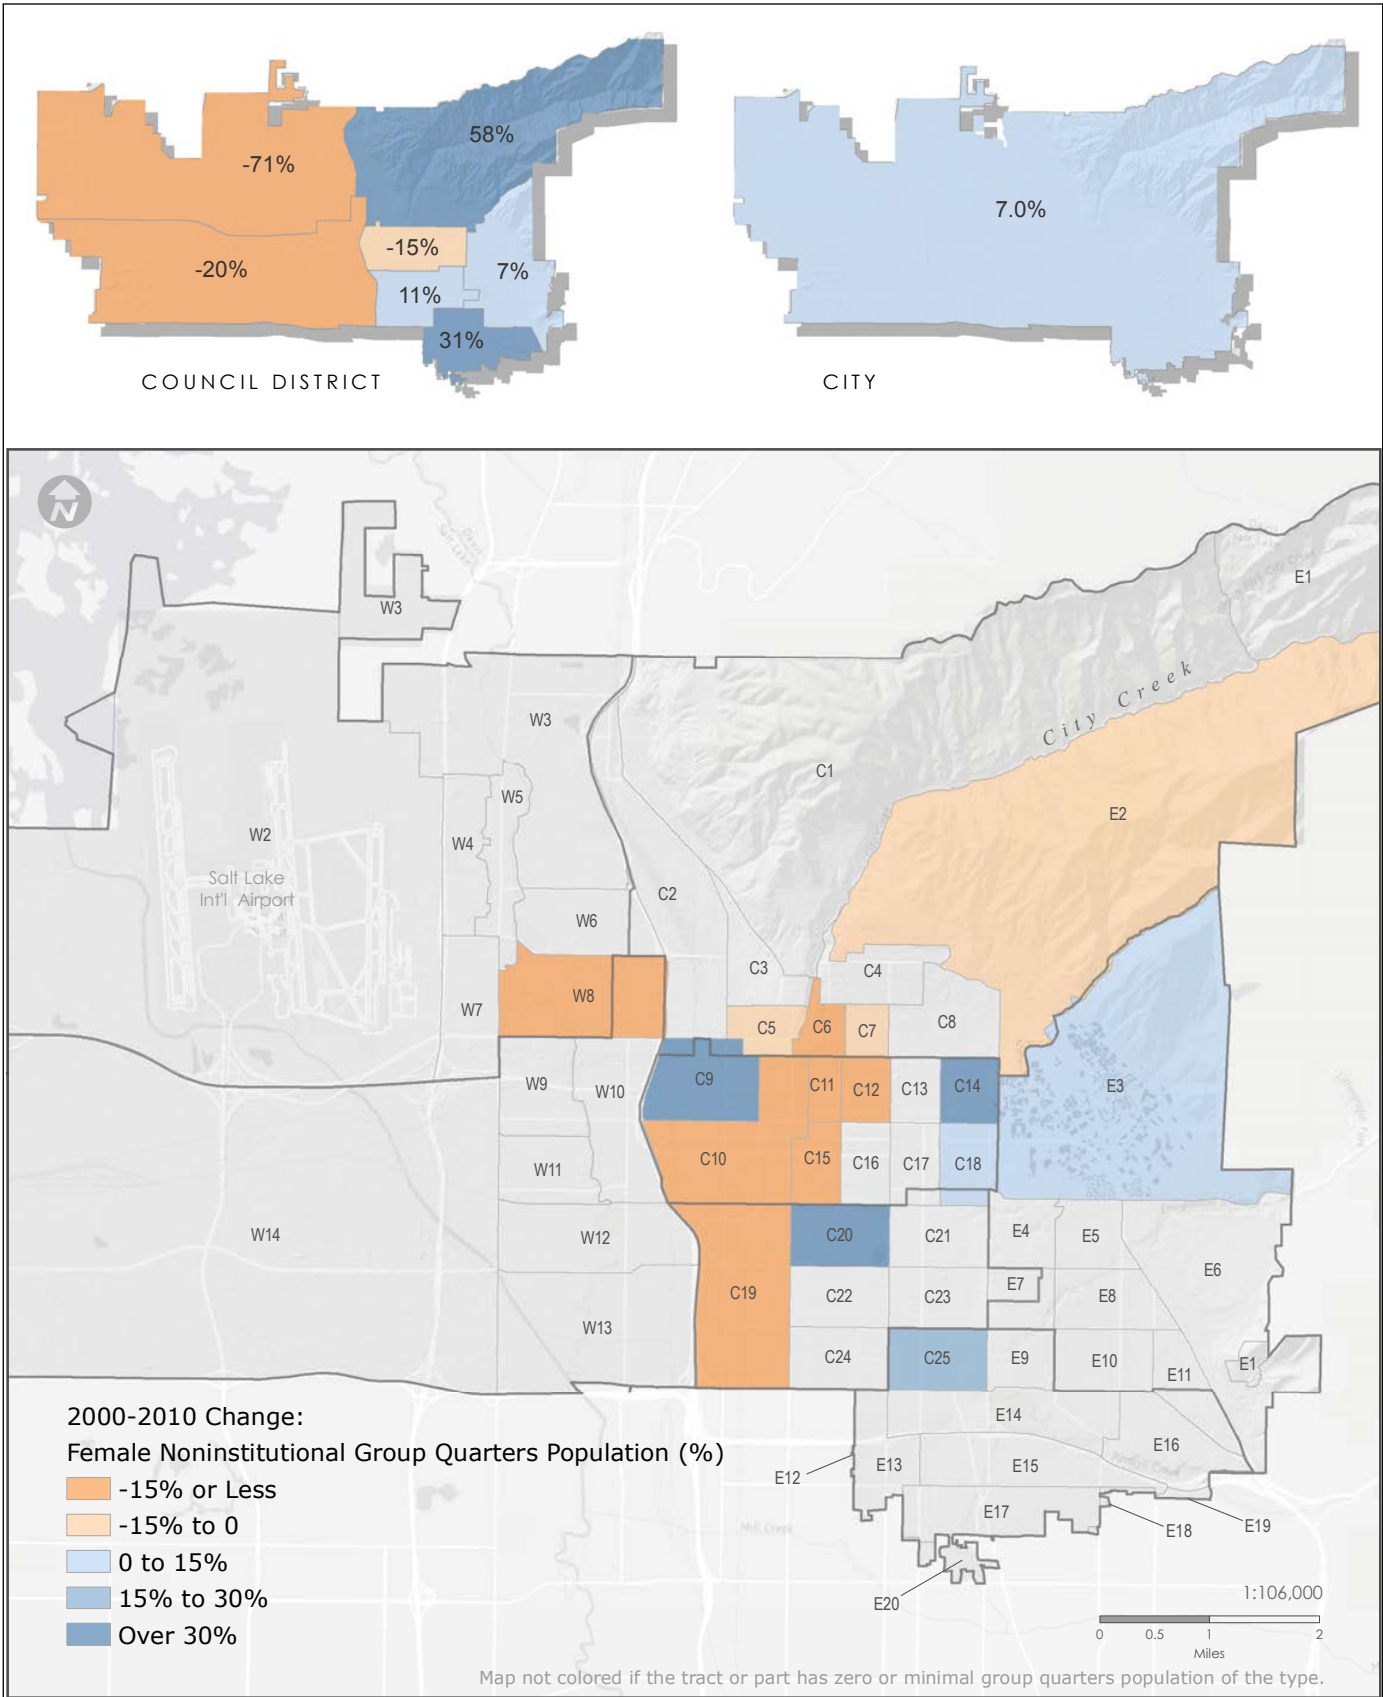 58%
-71%
-15%
-20%
7%
11%
31%
COUNCIL DISTRICT
7.0%
CITY
N
E1
W3
City Creek
W3
C1
W5
E2
W2
W4
Salt Lake
Int'l Airport
C2
W6
C3
C4
W8
W7
C5
C6
C7
C8
W9
W10
C9
C11
C12
C13
C14
E3
W11
C10
C15
C16
C17
C18
W14
W12
C20
C21
E4
E5
E6
C19
C22
C23
E7
E8
W13
C24
C25
E9
E10
E11
E1
2000-2010 Change:
Female Noninstitutional Group Quarters Population (%)
-15% or Less
-15% to 0
0 to 15%
15% to 30%
Over 30%
E14
E16
E12
E13
E15
E17
E18
E19
Mill Creek
E20
1:106,000
0 0.5 1 2
Miles
Map not colored if the tract or part has zero or minimal group quarters population of the type.